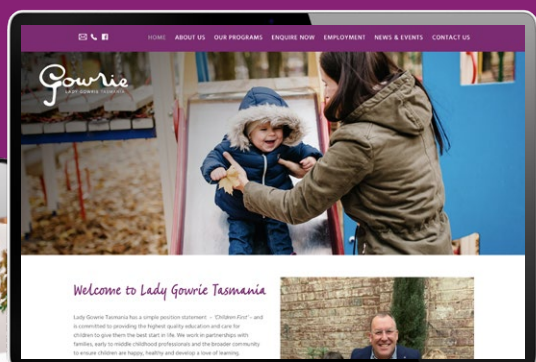 HOME ABOUT US OUR PROGRAMS ENQUIRE NOW EMPLOYMENT NEWS & EVENTS CONTACT US
Gowrie
LADY GOWRIE TASMANIA
Welcome to Lady Gowrie Tasmania
Lady Gowrie Tasmania has a simple position statement - 'Children First' - and
is committed to providing the highest quality education and care for
children to give them the best start in life. We work in partnerships with
families, early to middle childhood professionals and the broader community
to ensure children are happy, healthy and develop a love of learning.